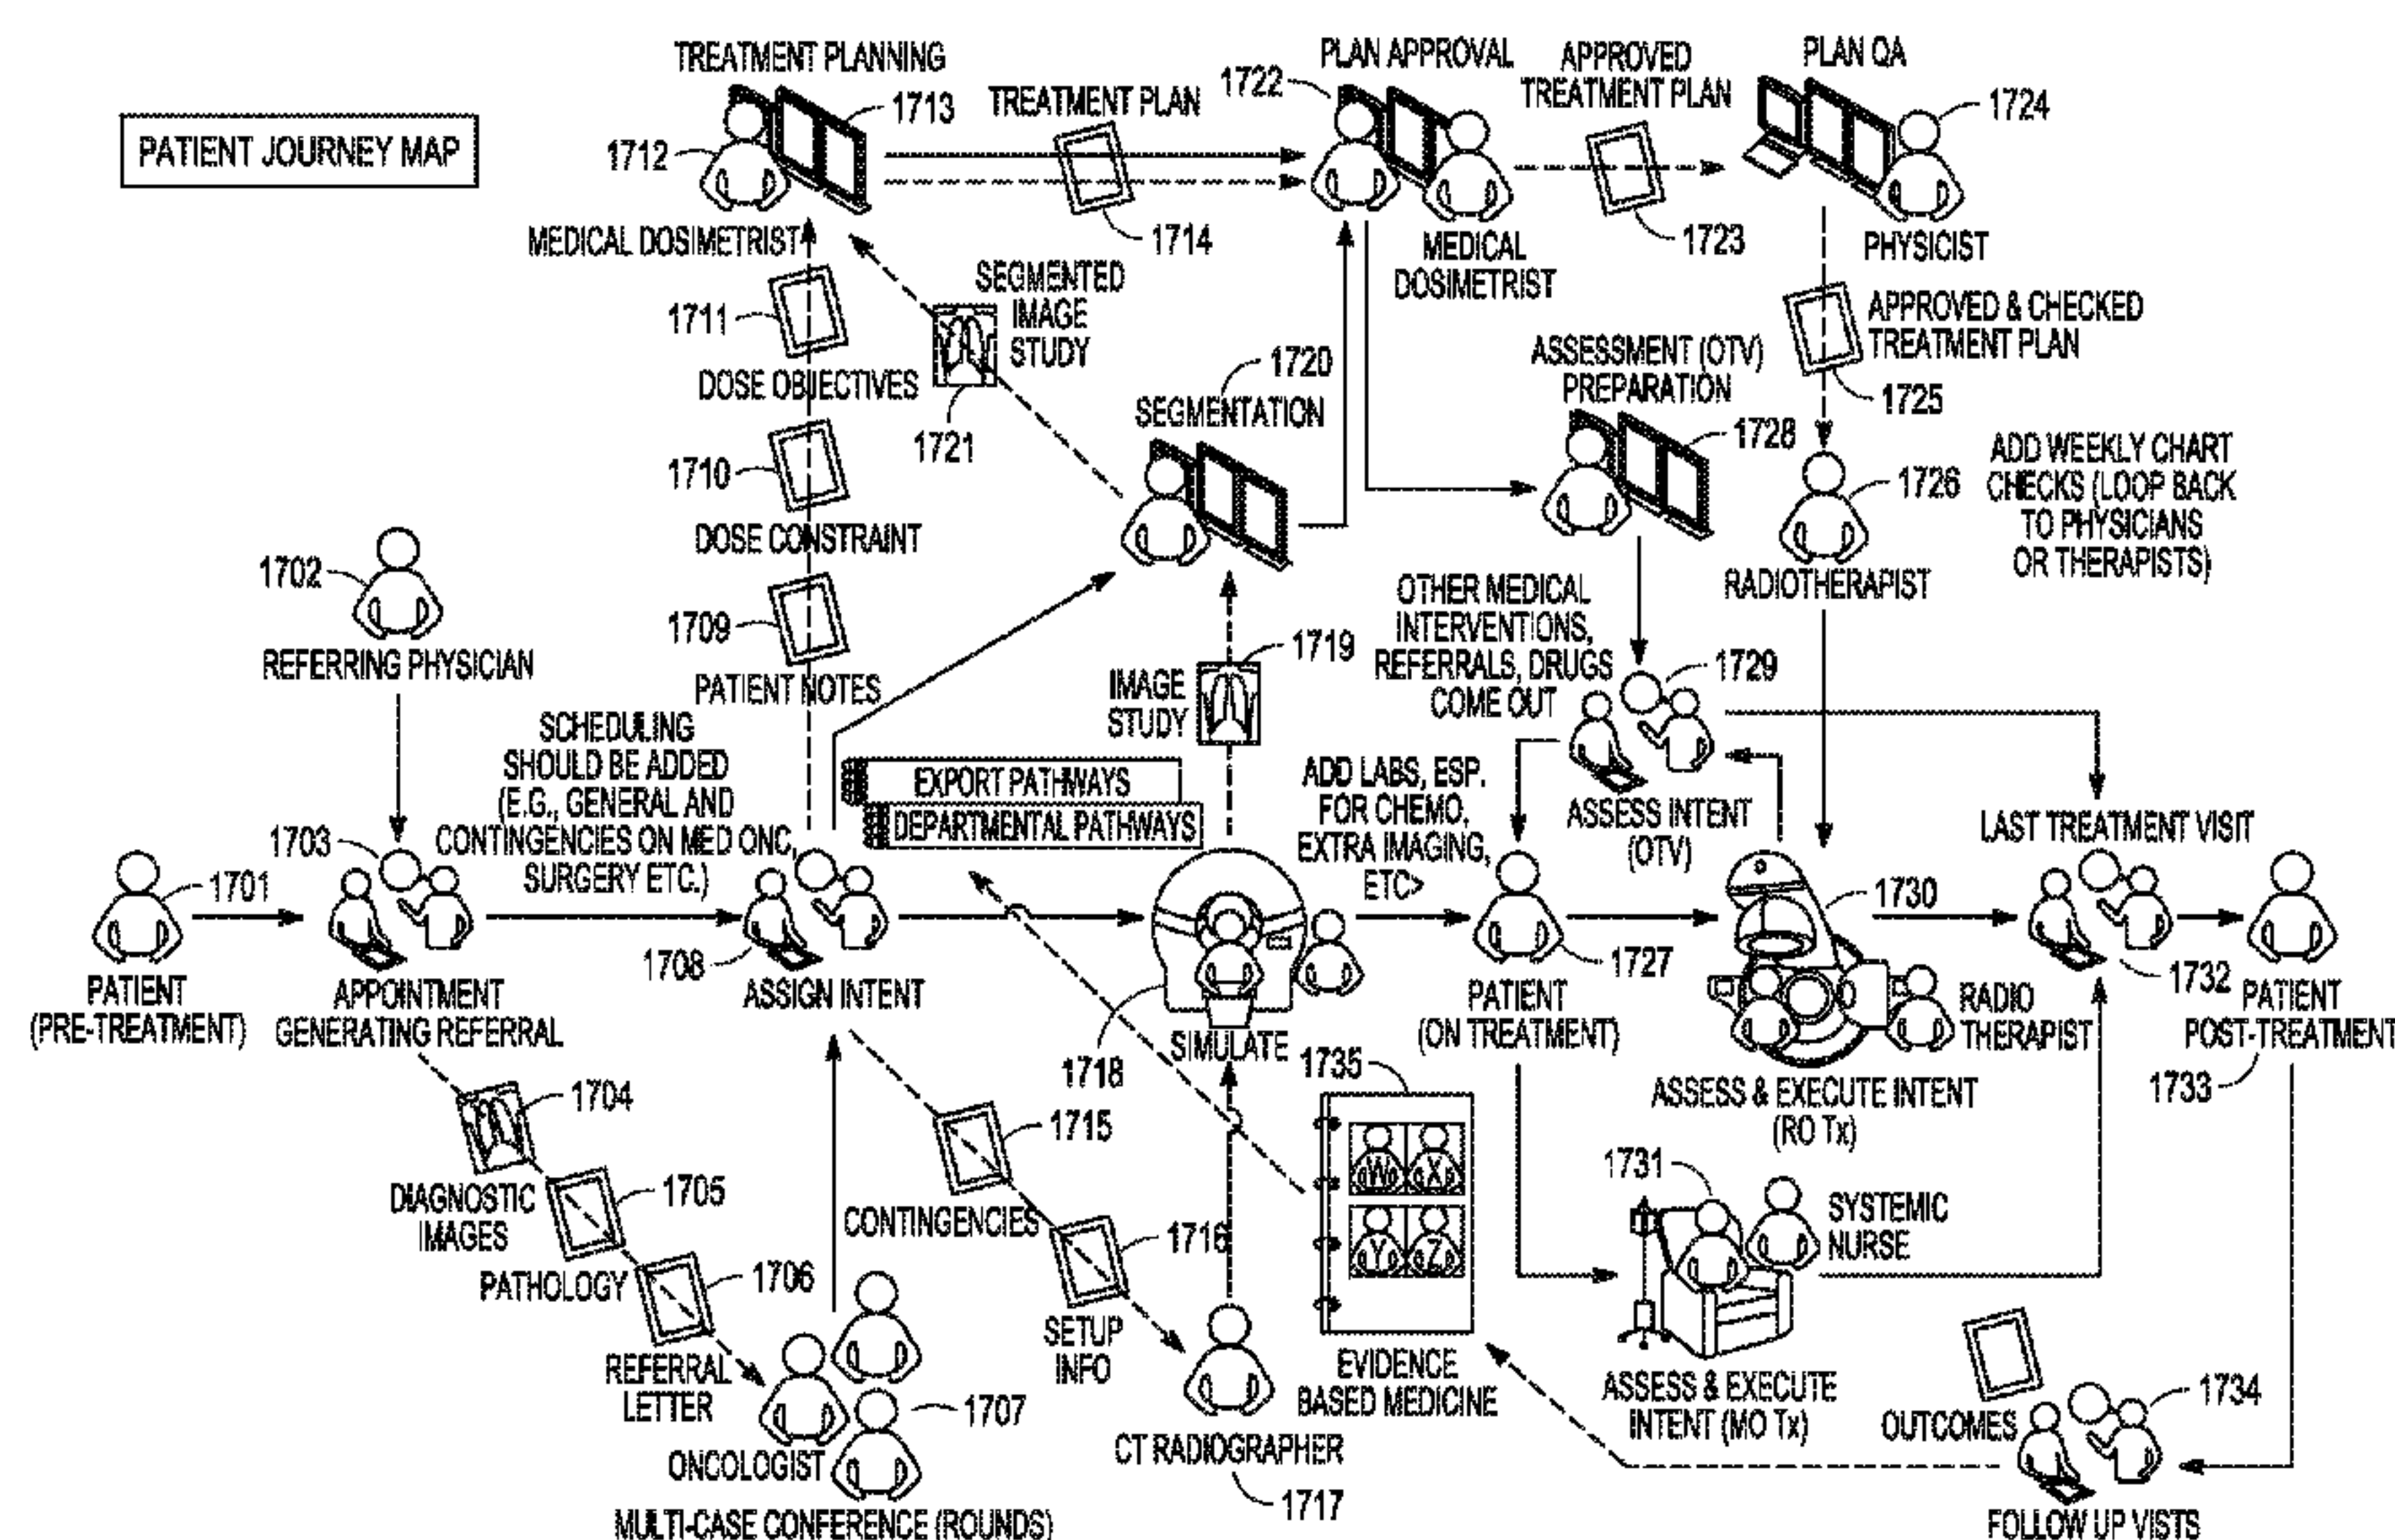 PATIENT JOURNEY MAP
TREATMENT PLANNING
1713
1712
MEDICAL DOSIMETRIST
TREATMENT PLAN
1714
PLAN APPROVAL
1722
MEDICAL
DOSIMETRIST
APPROVED
TREATMENT PLAN
1723
PLAN QA
1724
PHYSICIST
1711
DOSE OBJECTIVES
1710
DOSE CONSTRAINT
1709
PATIENT NOTES
SEGMENTED
IMAGE
STUDY
1721
1720
SEGMENTATION
ASSESSMENT (OTV)
PREPARATION
1728
APPROVED & CHECKED
TREATMENT PLAN
1725
1726
RADIOTHERAPIST
ADD WEEKLY CHART
CHECKS (LOOP BACK
TO PHYSICIANS
OR THERAPISTS)
1702
REFERRING PHYSICIAN
SCHEDULING
SHOULD BE ADDED
(E.G., GENERAL AND
CONTINGENCIES ON MED ONC,
SURGERY ETC.)
EXPORT PATHWAYS
DEPARTMENTAL PATHWAYS
IMAGE
STUDY
1719
OTHER MEDICAL
INTERVENTIONS,
REFERRALS, DRUGS
COME OUT
1729
ASSESS INTENT
(OTV)
ADD LABS, ESP.
FOR CHEMO,
EXTRA IMAGING,
ETC>
LAST TREATMENT VISIT
1701
PATIENT
(PRE-TREATMENT)
1703
APPOINTMENT
GENERATING REFERRAL
1708
ASSIGN INTENT
1718
SIMULATE
1727
PATIENT
(ON TREATMENT)
1730
RADIO
THERAPIST
ASSESS & EXECUTE INTENT
(RO Tx)
1732
PATIENT
POST-TREATMENT
1733
1704
DIAGNOSTIC
IMAGES
1705
PATHOLOGY
1706
REFERRAL
LETTER
1707
ONCOLOGIST
MULTI-CASE CONFERENCE (ROUNDS)
1715
CONTINGENCIES
1716
SETUP
INFO
CT RADIOGRAPHER
1717
1735
W X
Y Z
EVIDENCE
BASED MEDICINE
1731
SYSTEMIC
NURSE
ASSESS & EXECUTE
INTENT (MO Tx)
OUTCOMES
1734
FOLLOW UP VISTS